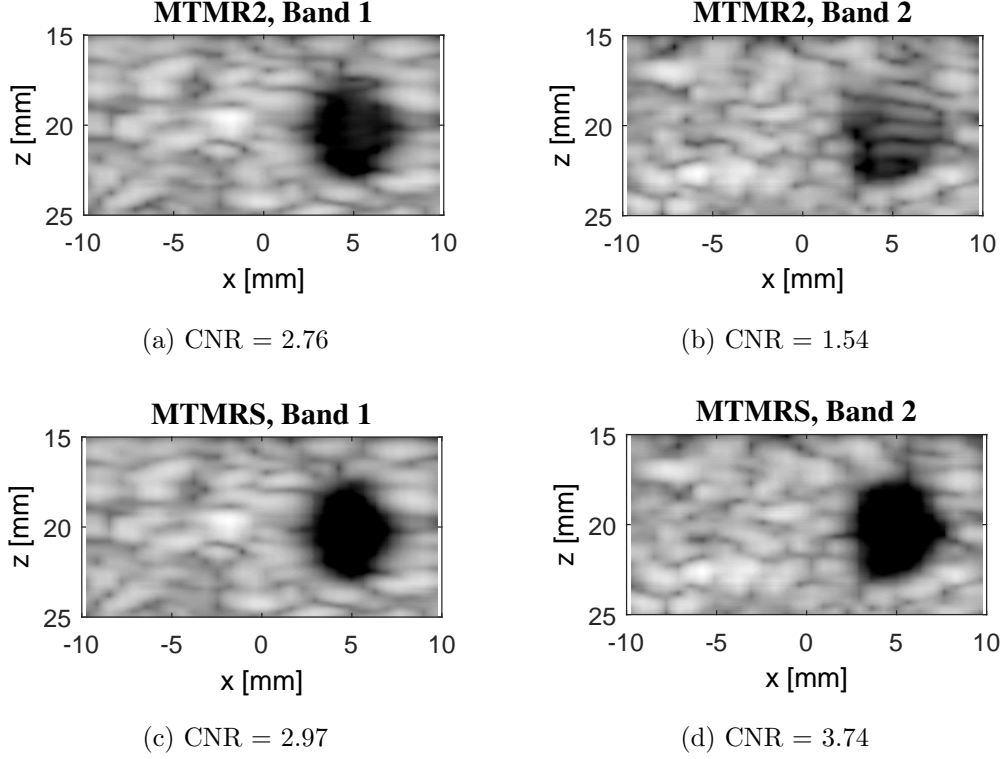 MTMR2, Band 1
15
20
25
z [mm]
-10 -5 0 5 10
x [mm]
(a) CNR = 2.76
MTMR2, Band 2
15
20
25
z [mm]
-10 -5 0 5 10
x [mm]
(b) CNR = 1.54
MTMRS, Band 1
15
20
25
z [mm]
-10 -5 0 5 10
x [mm]
(c) CNR = 2.97
MTMRS, Band 2
15
20
25
z [mm]
-10 -5 0 5 10
x [mm]
(d) CNR = 3.74